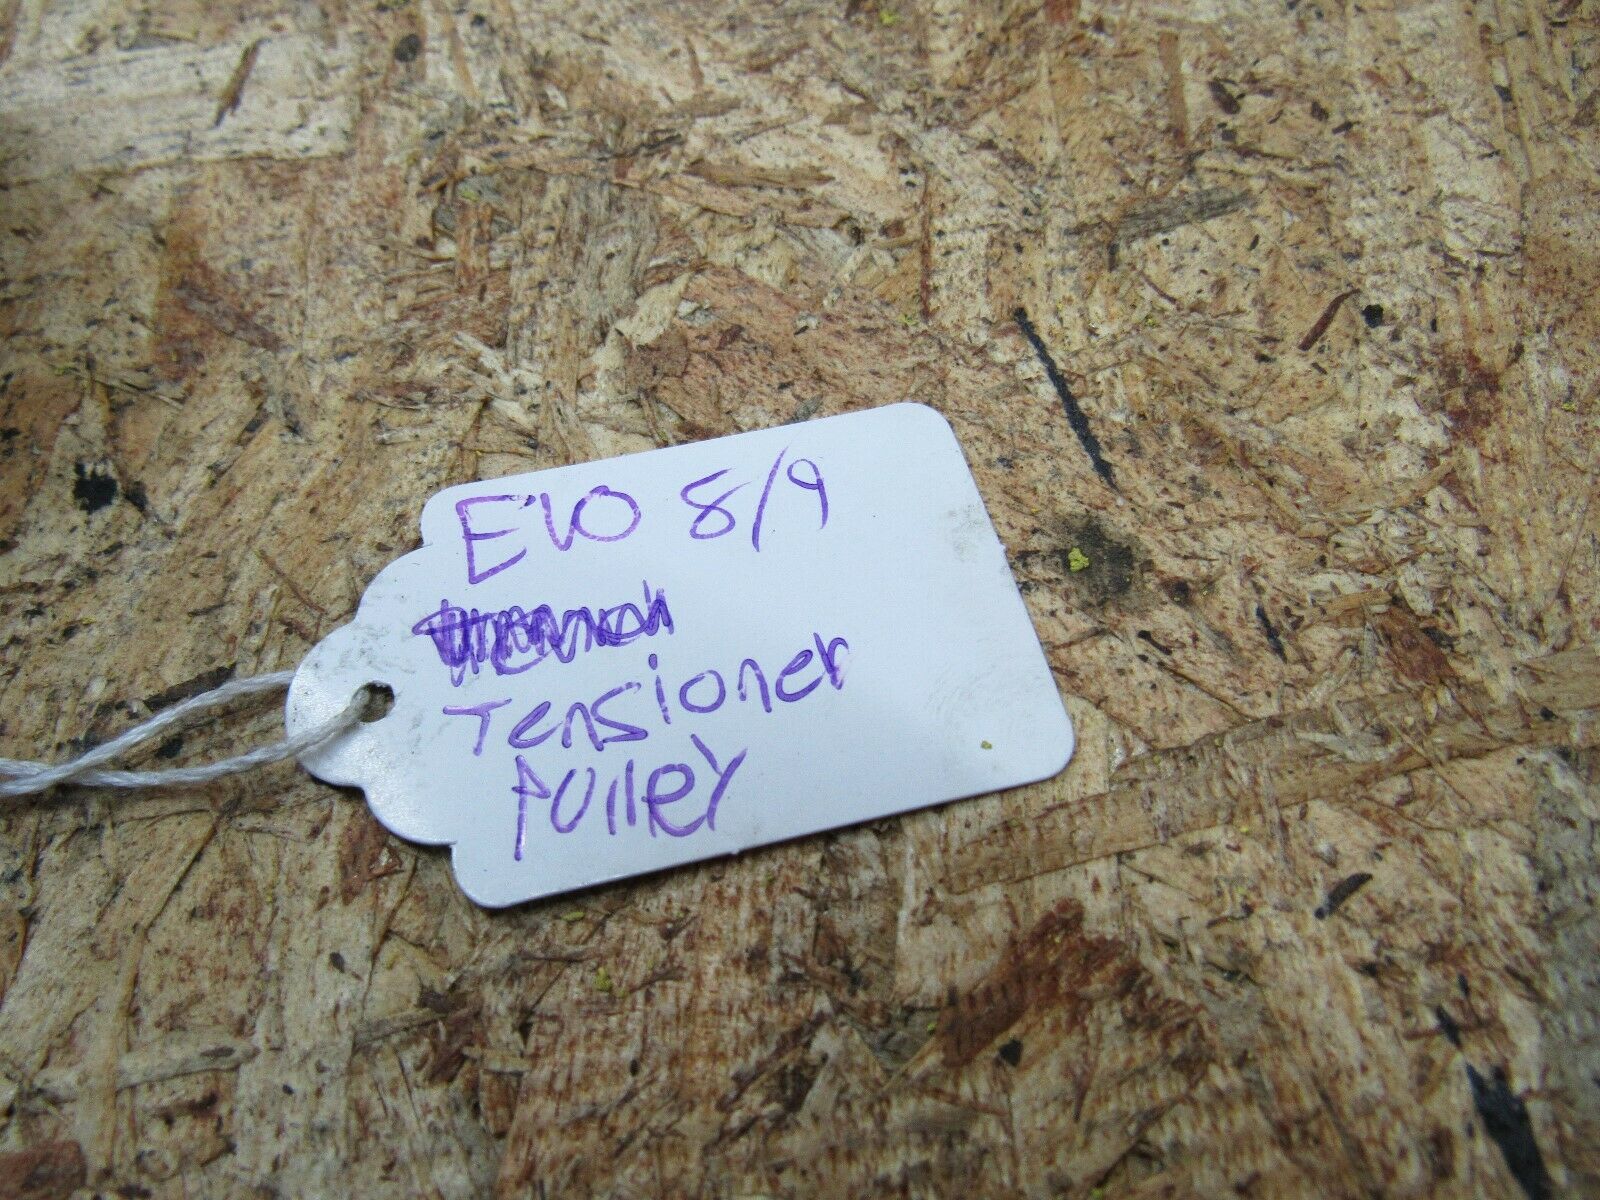 EVO 8/9
Tensioner
Pulley